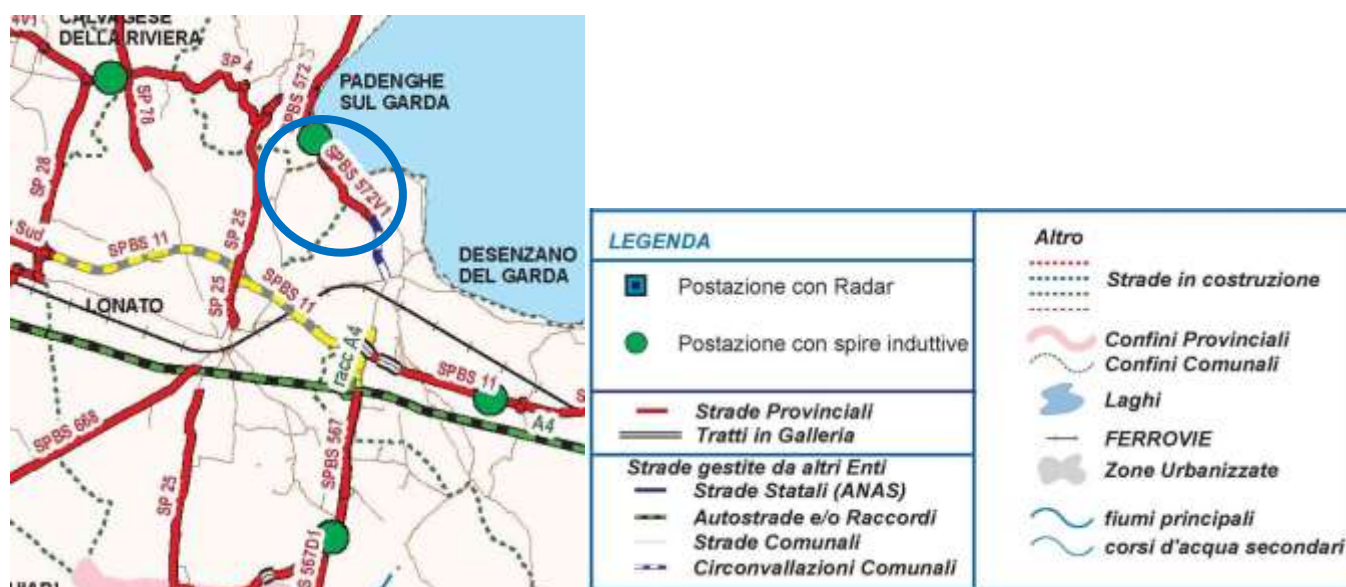 CALVAGESE
DELLA RIVIERA
SP 4
SPBS 572
PADENGHE
SUL GARDA
SP 78
SPBS 572V1
SP 28
SP 25
Sud
SPBS 11
DESENZANO
DEL GARDA
LONATO
SP 25
SPBS 11
racc A4
SPBS 11
A4
SPBS 668
SPBS 567
SP 25
SPBS 567D1
LEGENDA
Postazione con Radar
Postazione con spire induttive
Strade Provinciali
Tratti in Galleria
Strade gestite da altri Enti
Strade Statali (ANAS)
Autostrade e/o Raccordi
Strade Comunali
Circonvallazioni Comunali
Altro
Strade in costruzione
Confini Provinciali
Confini Comunali
Laghi
FERROVIE
Zone Urbanizzate
fiumi principali
corsi d'acqua secondari